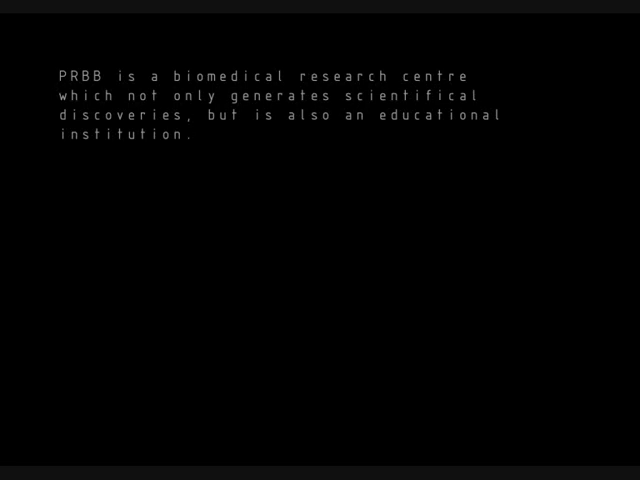 PRBB is a biomedical research centre
which not only generates scientifical
discoveries, but is also an educational
institution.